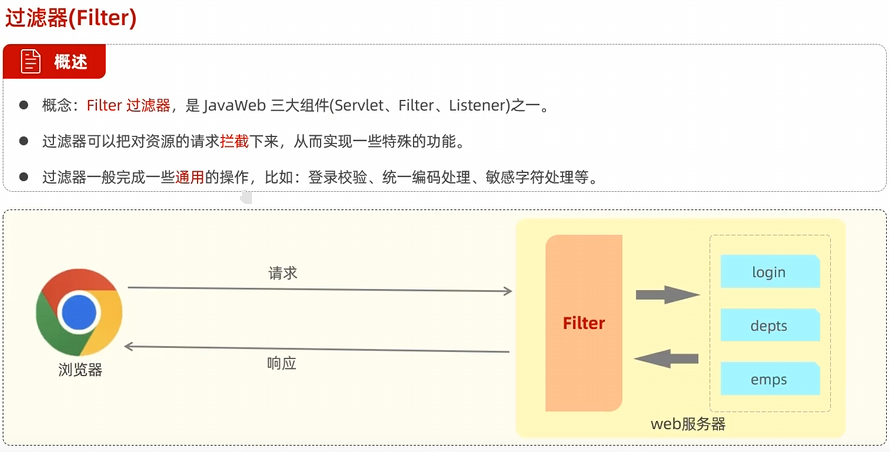 过滤器(Filter)
概述
概念：Filter 过滤器，是 JavaWeb 三大组件(Servlet、Filter、Listener)之一。
过滤器可以把对资源的请求拦截下来，从而实现一些特殊的功能。
过滤器一般完成一些通用的操作，比如：登录校验、统一编码处理、敏感字符处理等。
请求
响应
浏览器
Filter
login
depts
emps
web服务器